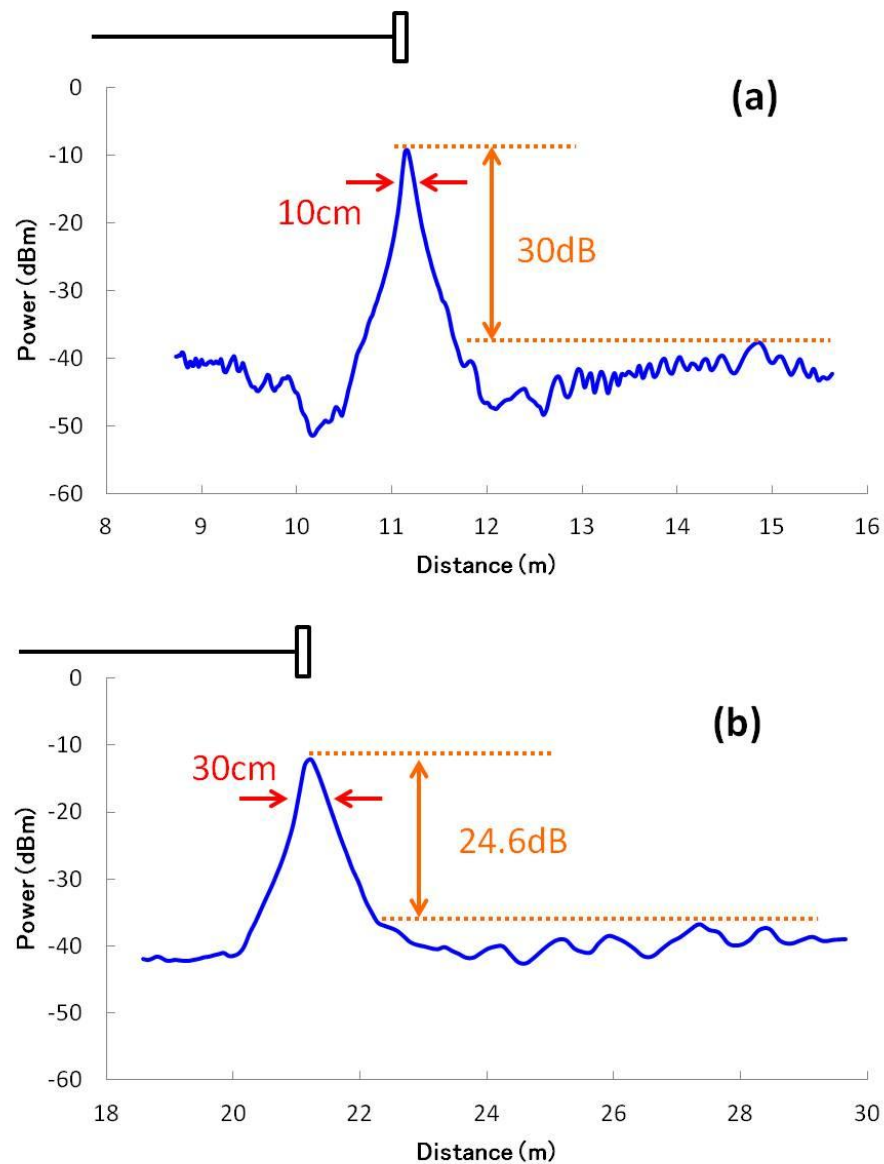 (a)
0
-10
-20
-30
-40
-50
-60
Power (dBm)
10cm
30dB
8 9 10 11 12 13 14 15 16
Distance (m)
(b)
0
-10
-20
-30
-40
-50
-60
Power (dBm)
30cm
24.6dB
18 20 22 24 26 28 30
Distance (m)